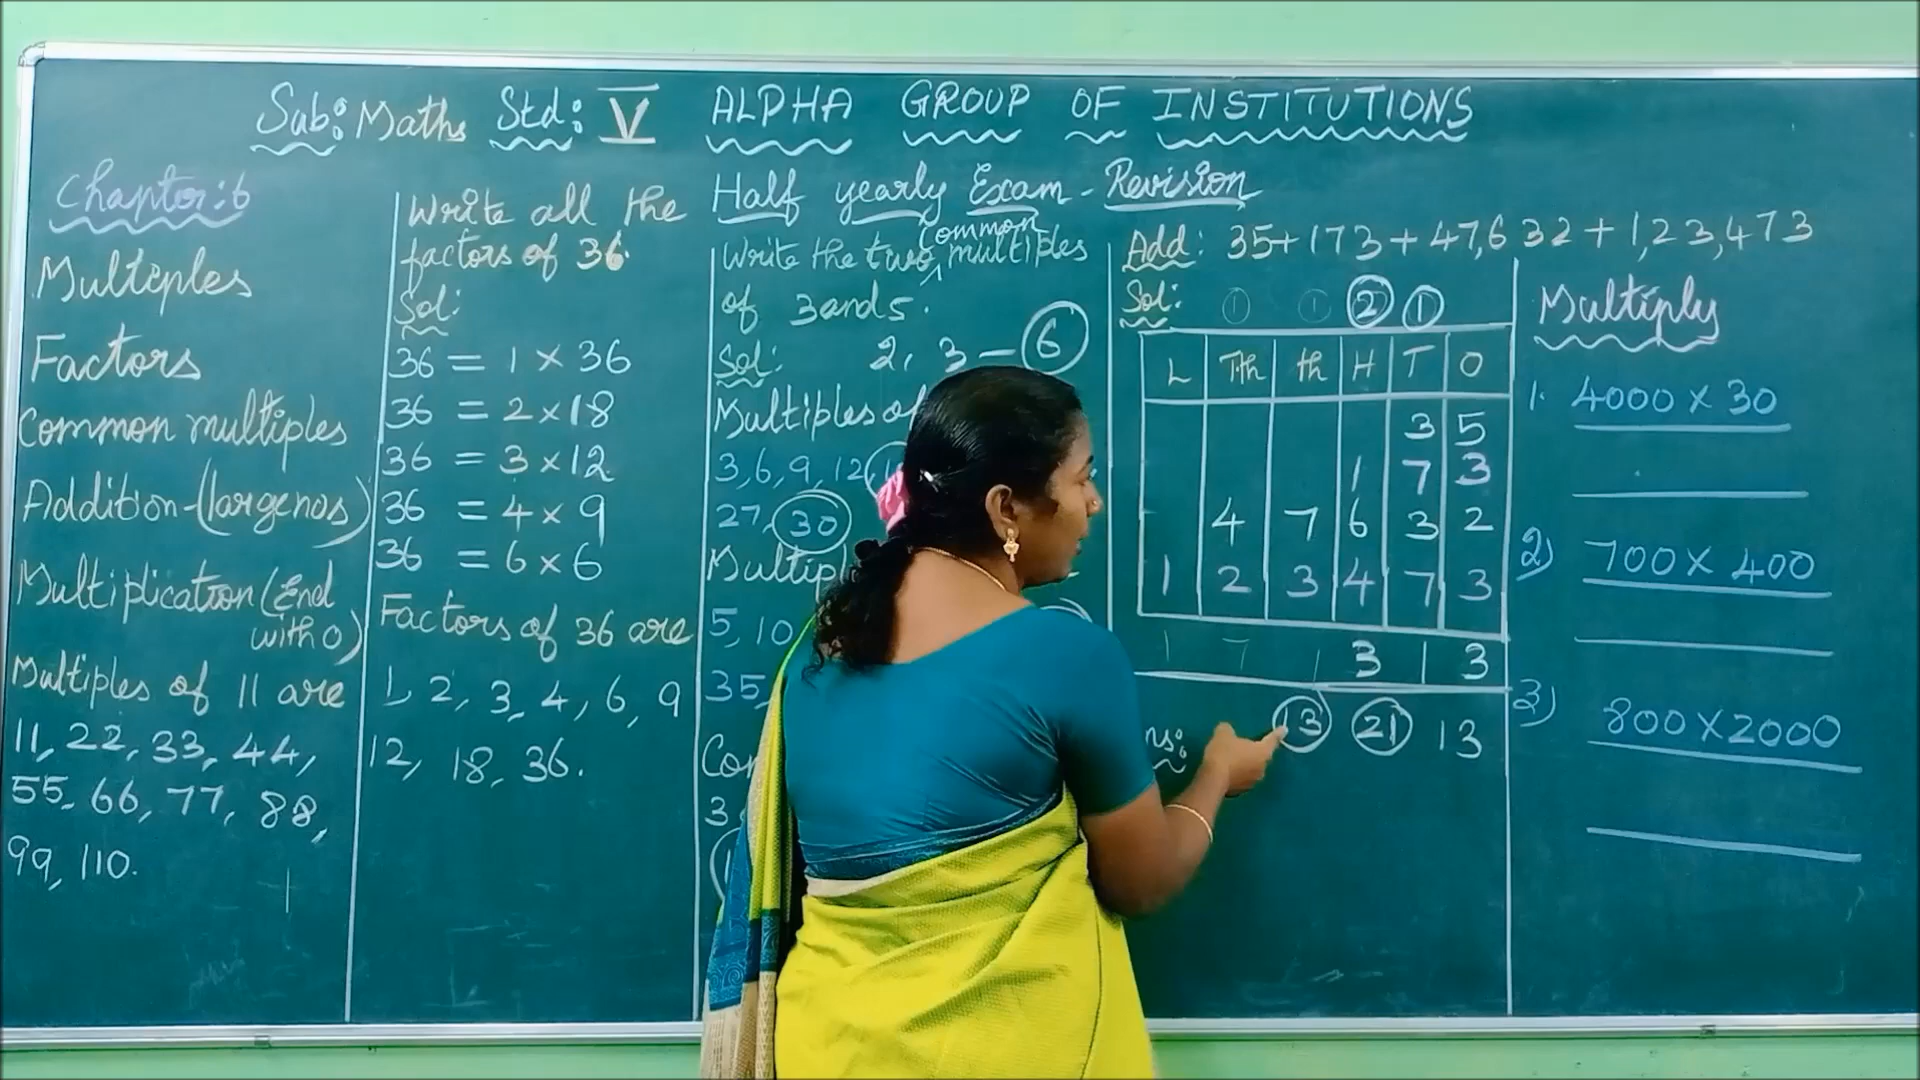 Sub: Maths Std: V ALPHA GROUP OF INSTITUTIONS
Half yearly Exam - Revision
Chapter: 6
Multiples
Factors
Common multiples
Addition - (large nos)
Multiplication (End
with 0)
Multiples of 11 are
11, 22, 33, 44,
55, 66, 77, 88,
99, 110.
Write all the
factors of 36.
Sol:
36 = 1 x 36
36 = 2 x 18
36 = 3 x 12
36 = 4 x 9
36 = 6 x 6
Factors of 36 are
1, 2, 3, 4, 6, 9
12, 18, 36.
Common
Write the two multiples
of 3 and 5.
Sol: 2, 3 - 6
Multiples of
3, 6, 9, 12
27, 30
5, 10
35,
3
Add: 35 + 173 + 47,632 + 1,23,473
Sol: 1 1 2 1
L T.th th H T O
3 5
1 7 3
4 7 6 3 2
1 2 3 4 7 3
1 7 1 3 1 3
13 21 13
Multiply
1. 4000 x 30
2) 700 x 400
3) 800 x 2000